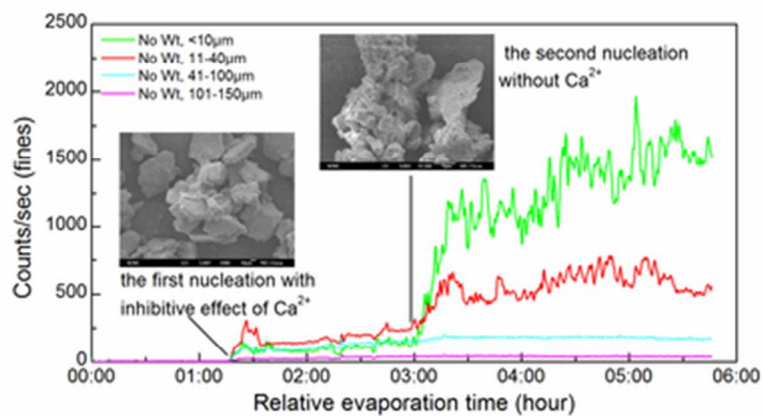 2500
2000
1500
1000
500
0
Counts/sec (fines)
No Wt, <10µm
No Wt, 11-40µm
No Wt, 41-100µm
No Wt, 101-150µm
the second nucleation
without Ca²⁺
the first nucleation with
inhibitive effect of Ca²⁺
00:00 01:00 02:00 03:00 04:00 05:00 06:00
Relative evaporation time (hour)